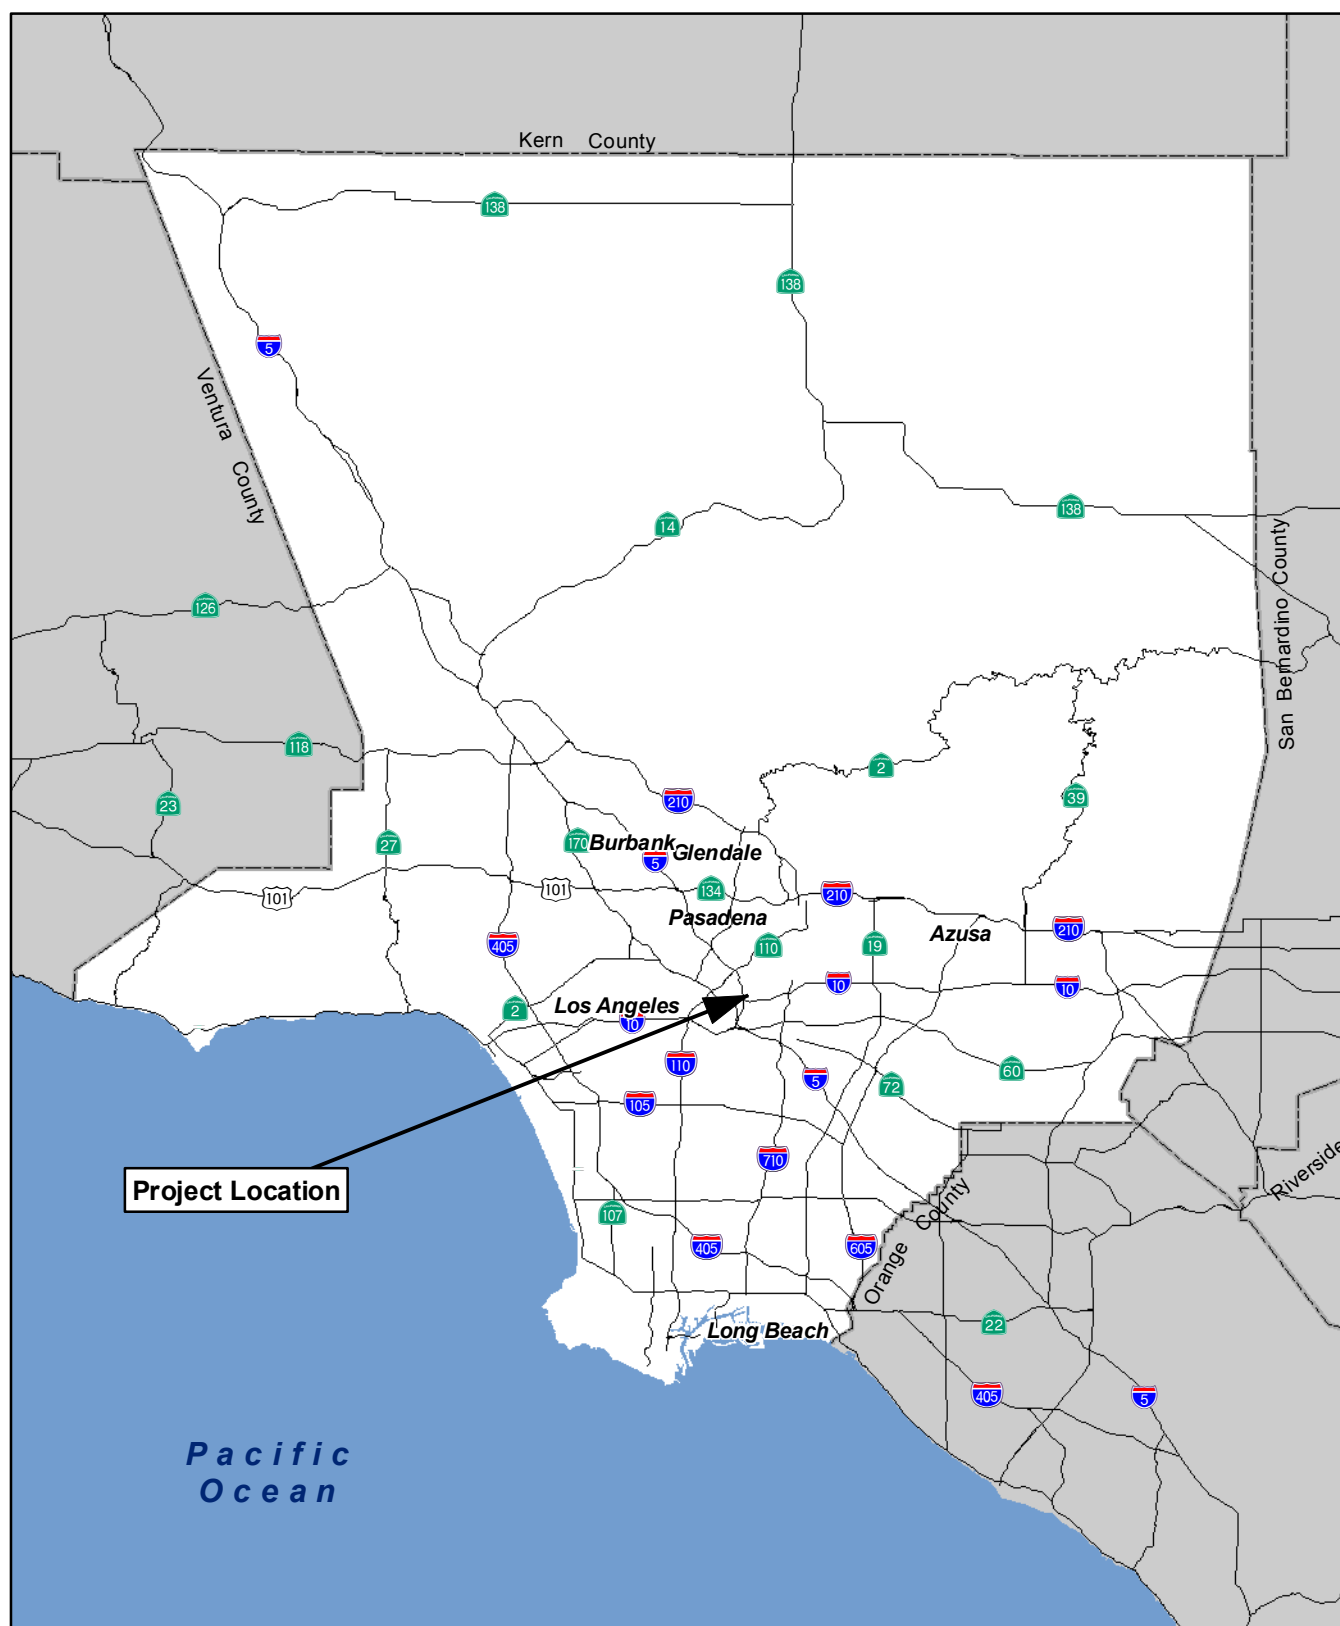 Kern County
138
138
5
Ventura County
138
14
San Bernardino County
126
118
2
39
210
23
170
Burbank
27
Glendale
5
101
101
134
210
Pasadena
210
Azusa
405
110
19
10
10
2
Los Angeles
10
110
60
5
72
105
710
Project Location
Riverside
Orange County
107
405
605
22
Long Beach
405
5
Pacific
Ocean